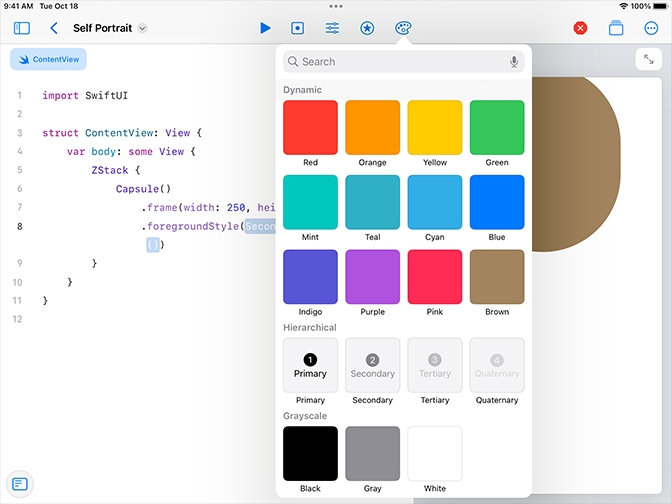 9:41 AM Tue Oct 18
100%
Self Portrait
ContentView
Search
1 import SwiftUI
2
3 struct ContentView: View {
4 var body: some View {
5 ZStack {
6 Capsule()
7 .frame(width: 250, hei
8 .foregroundStyle(Secon
())
9 }
10 }
11 }
12
Dynamic
Red Orange Yellow Green
Mint Teal Cyan Blue
Indigo Purple Pink Brown
Hierarchical
1 2 3 4
Primary Secondary Tertiary Quaternary
Primary Secondary Tertiary Quaternary
Grayscale
Black Gray White